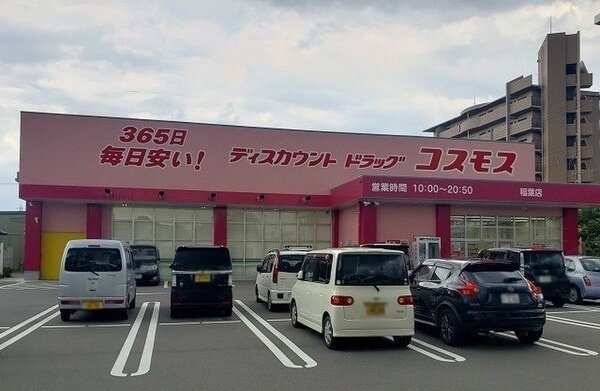 365日
毎日安い!
ディスカウント ドラッグ コスモス
営業時間 10:00〜20:50
稲葉店